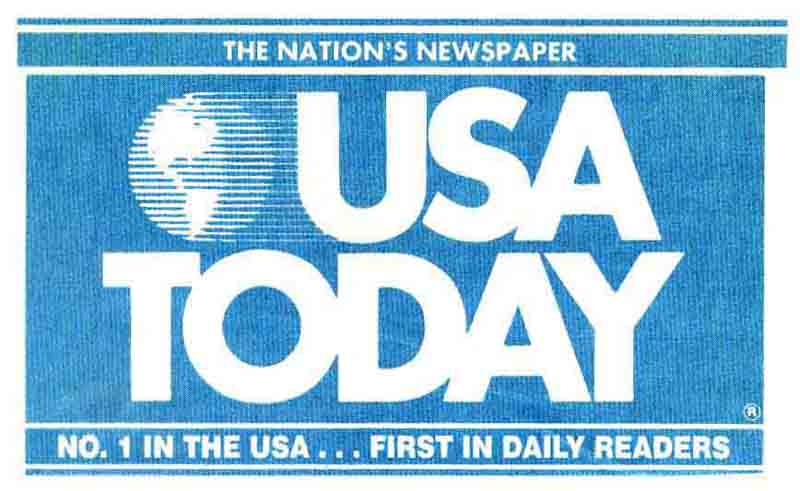 THE NATION'S NEWSPAPER
USA
TODAY
®
NO. 1 IN THE USA . . . FIRST IN DAILY READERS